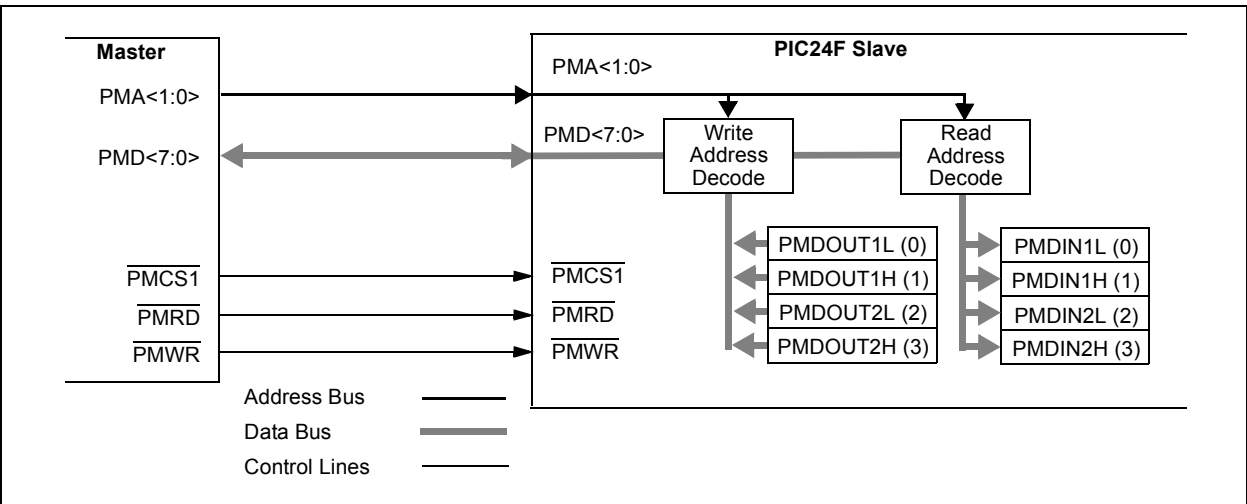 Master
PIC24F Slave
PMA<1:0>
PMA<1:0>
PMD<7:0>
PMD<7:0>
Write
Address
Decode
Read
Address
Decode
PMDOUT1L (0)
PMDOUT1H (1)
PMDOUT2L (2)
PMDOUT2H (3)
PMDIN1L (0)
PMDIN1H (1)
PMDIN2L (2)
PMDIN2H (3)
PMCS1
PMCS1
PMRD
PMRD
PMWR
PMWR
Address Bus
Data Bus
Control Lines